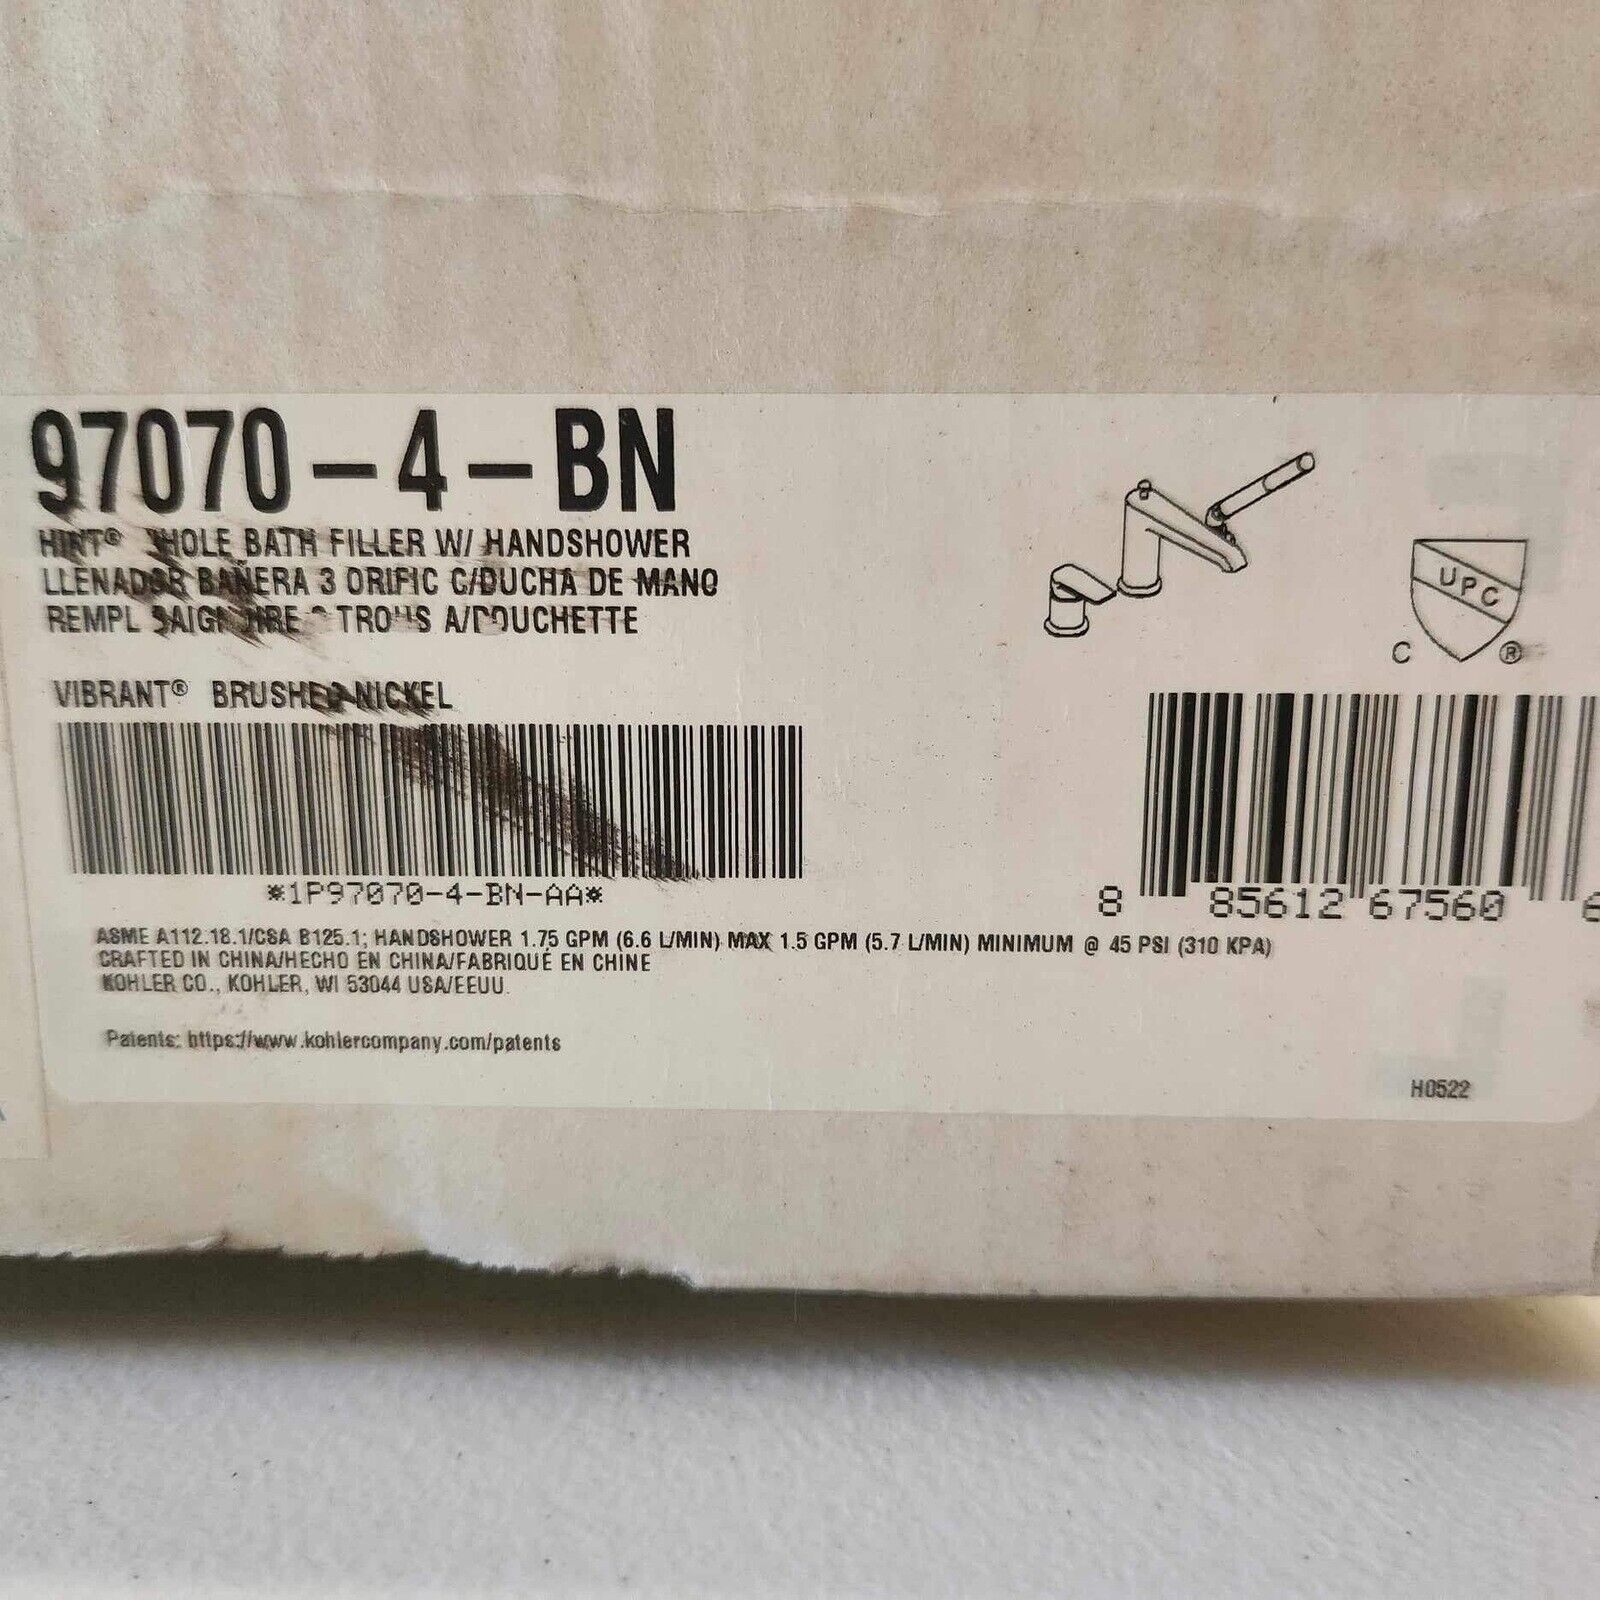 97070-4-BN
HINT® 3HOLE BATH FILLER W/ HANDSHOWER
LLENADOR BAÑERA 3 ORIFIC C/DUCHA DE MANO
REMPL TROUS A/DOUCHETTE
VIBRANT® BRUSHED NICKEL
*1P97070-4-BN-AA*
UPC
C ®
8 85612 67560 6
ASME A112.18.1/CSA B125.1; HANDSHOWER 1.75 GPM (6.6 L/MIN) MAX 1.5 GPM (5.7 L/MIN) MINIMUM @ 45 PSI (310 KPA)
CRAFTED IN CHINA/HECHO EN CHINA/FABRIQUÉ EN CHINE
KOHLER CO., KOHLER, WI 53044 USA/EEUU.
Patents: https://www.kohlercompany.com/patents
H0522